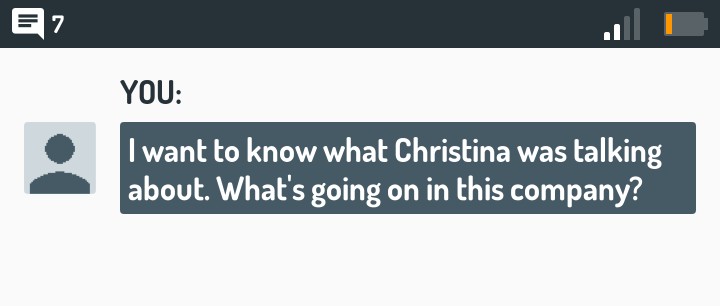 7
YOU:
I want to know what Christina was talking
about. What's going on in this company?